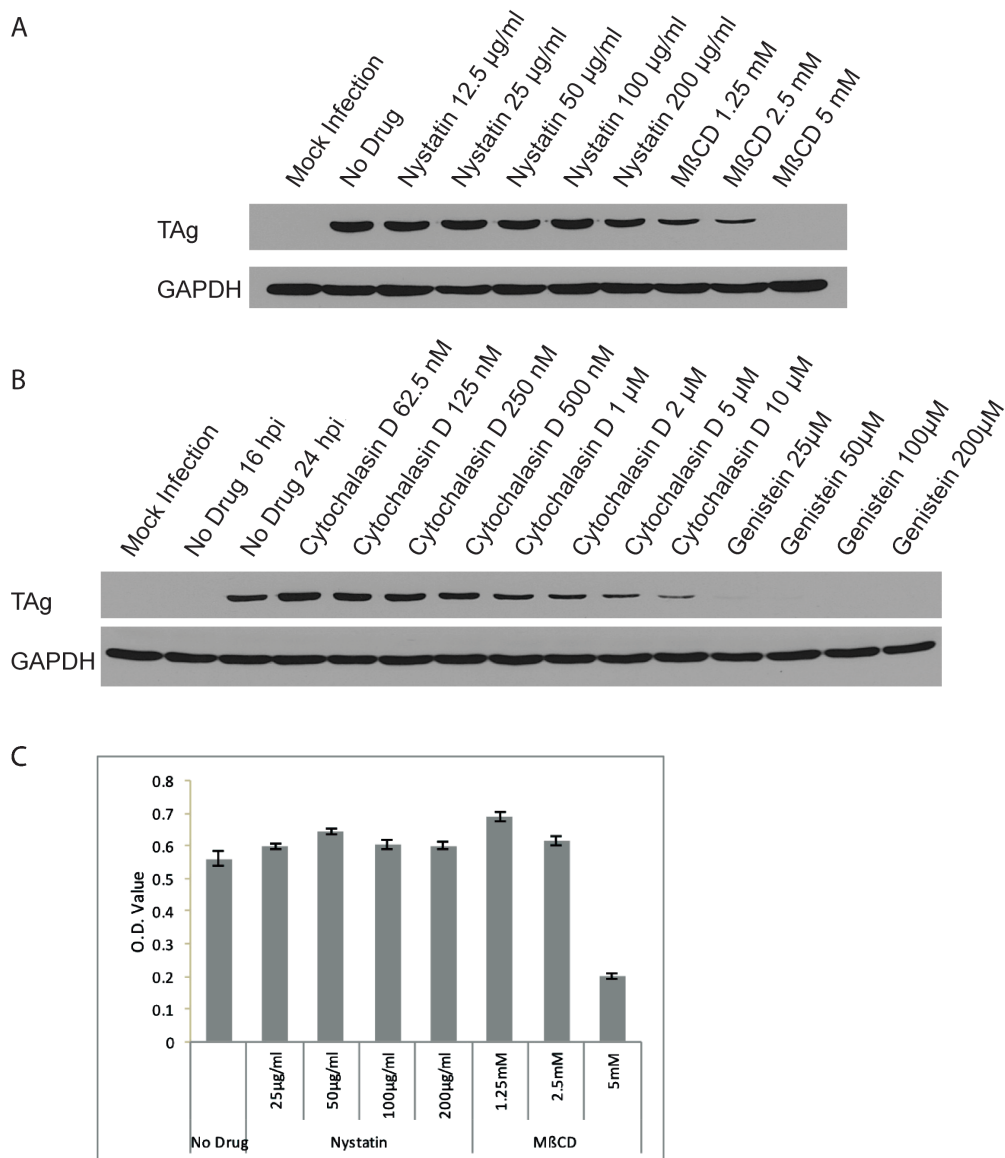 A
Mock Infection
No Drug
Nystatin 12.5 µg/ml
Nystatin 25 µg/ml
Nystatin 50 µg/ml
Nystatin 100 µg/ml
Nystatin 200 µg/ml
MßCD 1.25 mM
MßCD 2.5 mM
MßCD 5 mM
TAg
GAPDH
B
Mock Infection
No Drug 16 hpi
No Drug 24 hpi
Cytochalasin D 62.5 nM
Cytochalasin D 125 nM
Cytochalasin D 250 nM
Cytochalasin D 500 nM
Cytochalasin D 1 µM
Cytochalasin D 2 µM
Cytochalasin D 5 µM
Cytochalasin D 10 µM
Genistein 25µM
Genistein 50µM
Genistein 100µM
Genistein 200µM
TAg
GAPDH
C
O.D. Value
0.8
0.7
0.6
0.5
0.4
0.3
0.2
0.1
0
25µg/ml
50µg/ml
100µg/ml
200µg/ml
1.25mM
2.5mM
5mM
No Drug
Nystatin
MßCD